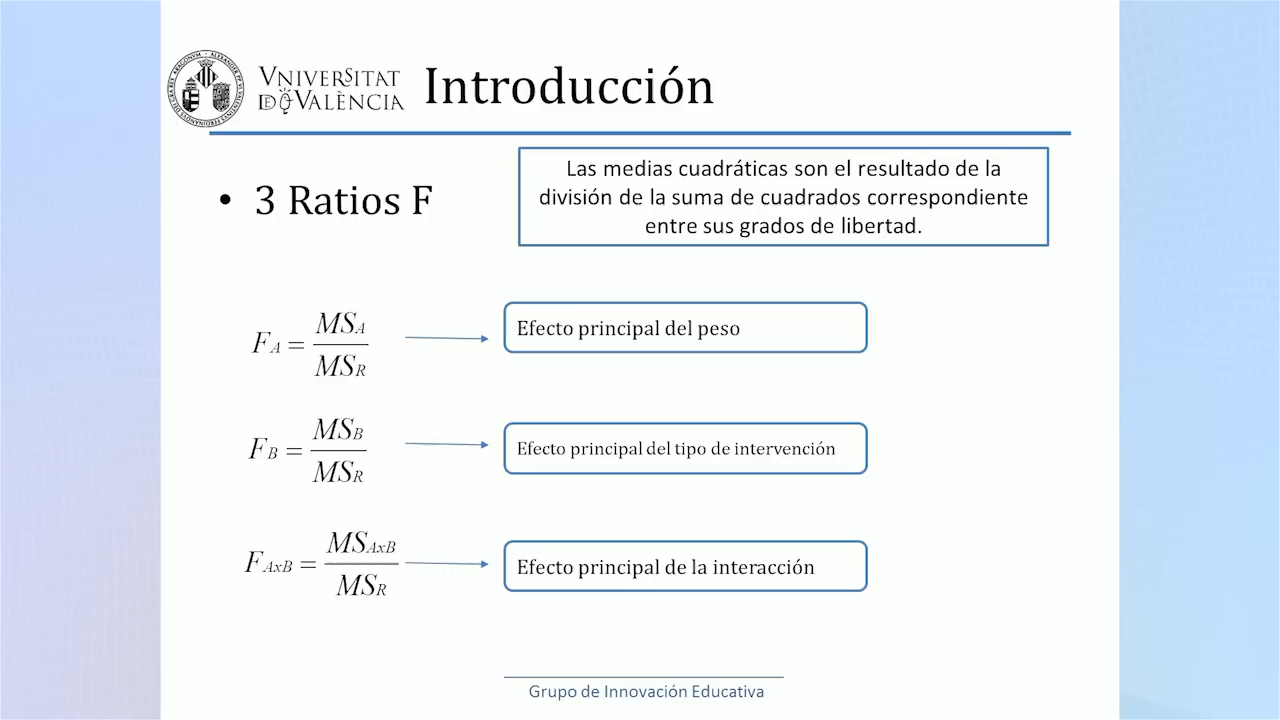 VNIVERSITAT
DE VALÈNCIA
Introducción
• 3 Ratios F
Las medias cuadráticas son el resultado de la
división de la suma de cuadrados correspondiente
entre sus grados de libertad.
F_A = MS_A / MS_R
Efecto principal del peso
F_B = MS_B / MS_R
Efecto principal del tipo de intervención
F_AxB = MS_AxB / MS_R
Efecto principal de la interacción
Grupo de Innovación Educativa